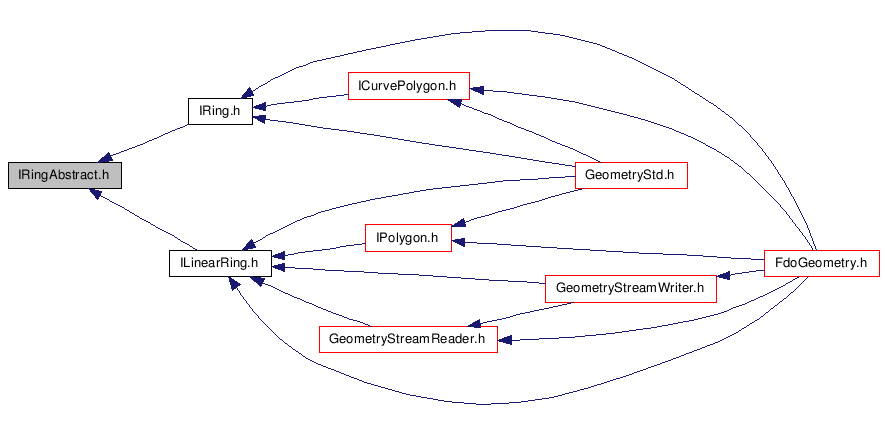 ICurvePolygon.h
IRing.h
IRingAbstract.h
GeometryStd.h
IPolygon.h
ILinearRing.h
FdoGeometry.h
GeometryStreamWriter.h
GeometryStreamReader.h